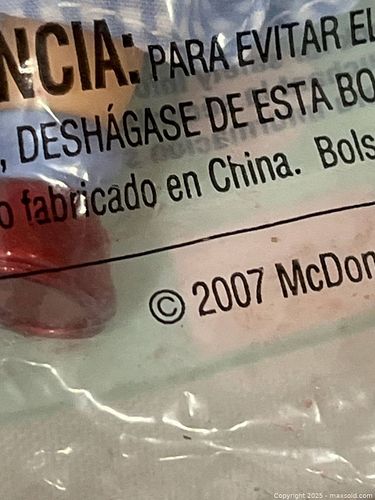 NCIA: PARA EVITAR EL
, DESHÁGASE DE ESTA BO
o fabricado en China. Bols
© 2007 McDon
Copyright 2025 - maxsold.com